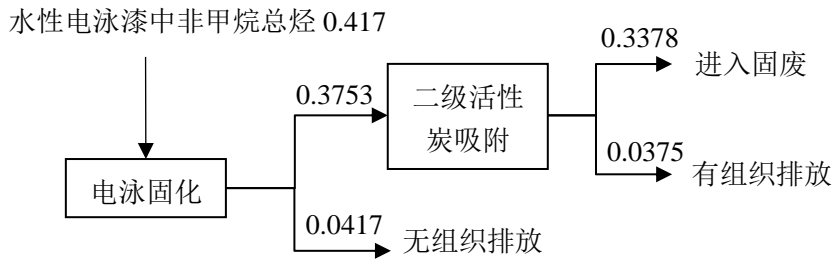 水性电泳漆中非甲烷总烃 0.417
0.3378
进入固废
0.3753
二级活性
炭吸附
0.0375
有组织排放
电泳固化
0.0417
无组织排放